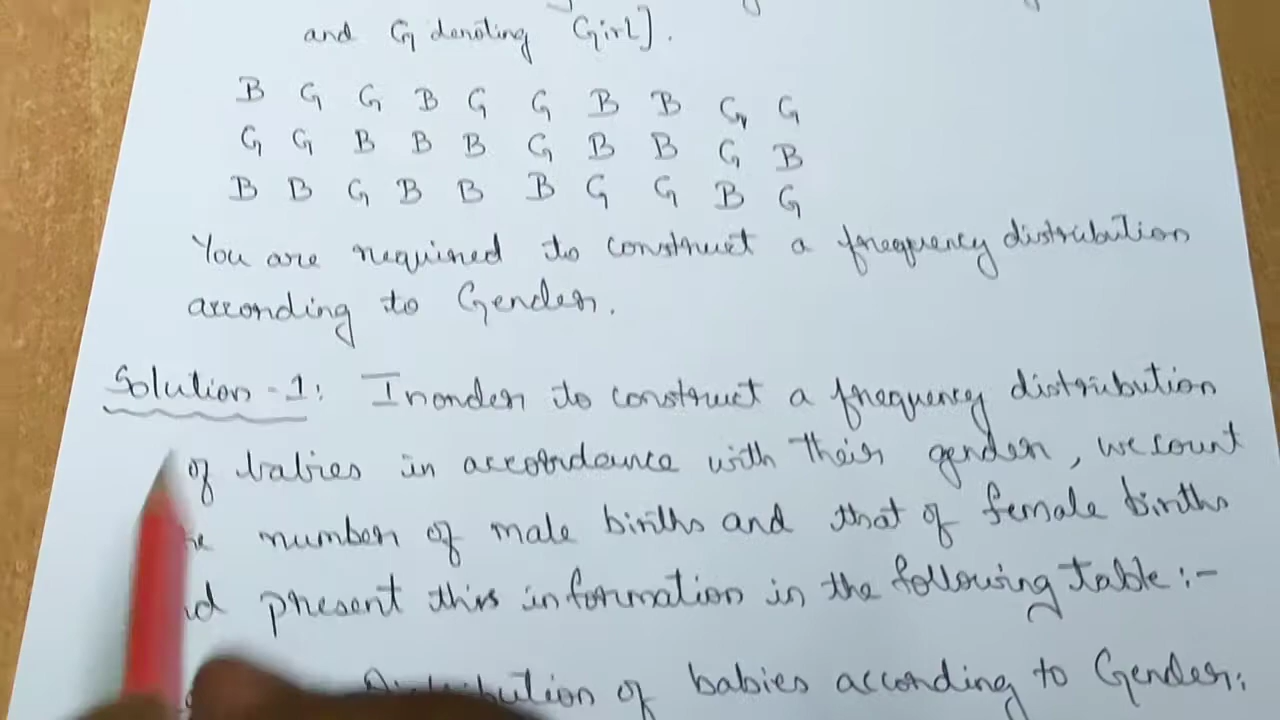 and G denoting Girl].
B G G B G G B B G G
G G B B B G B B G B
B B G B B B G G B G
You are required to construct a frequency distribution
according to Gender.
Solution-1: Inorder to construct a frequency distribution
of babies in accordance with their gender, we count
number of male births and that of female births
present this information in the following table:-
Distribution of babies according to Gender: